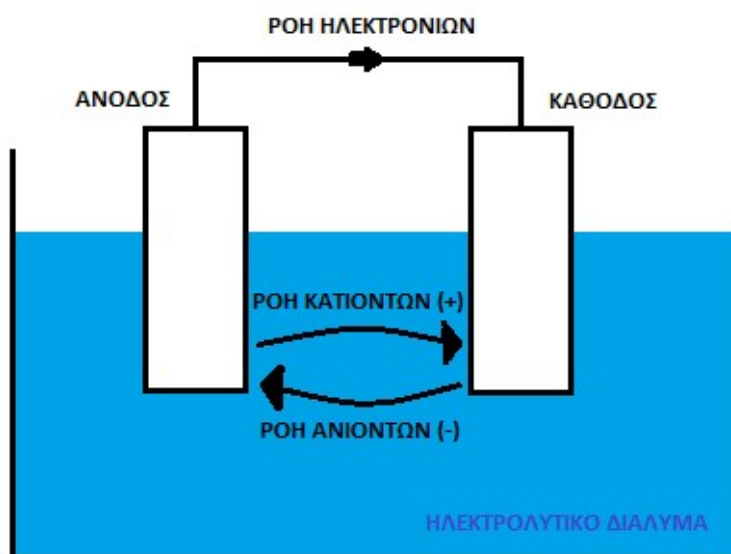 ΡΟΗ ΗΛΕΚΤΡΟΝΙΩΝ
ΑΝΟΔΟΣ
ΚΑΘΟΔΟΣ
ΡΟΗ ΚΑΤΙΟΝΤΩΝ (+)
ΡΟΗ ΑΝΙΟΝΤΩΝ (-)
ΗΛΕΚΤΡΟΛΥΤΙΚΟ ΔΙΑΛΥΜΑ